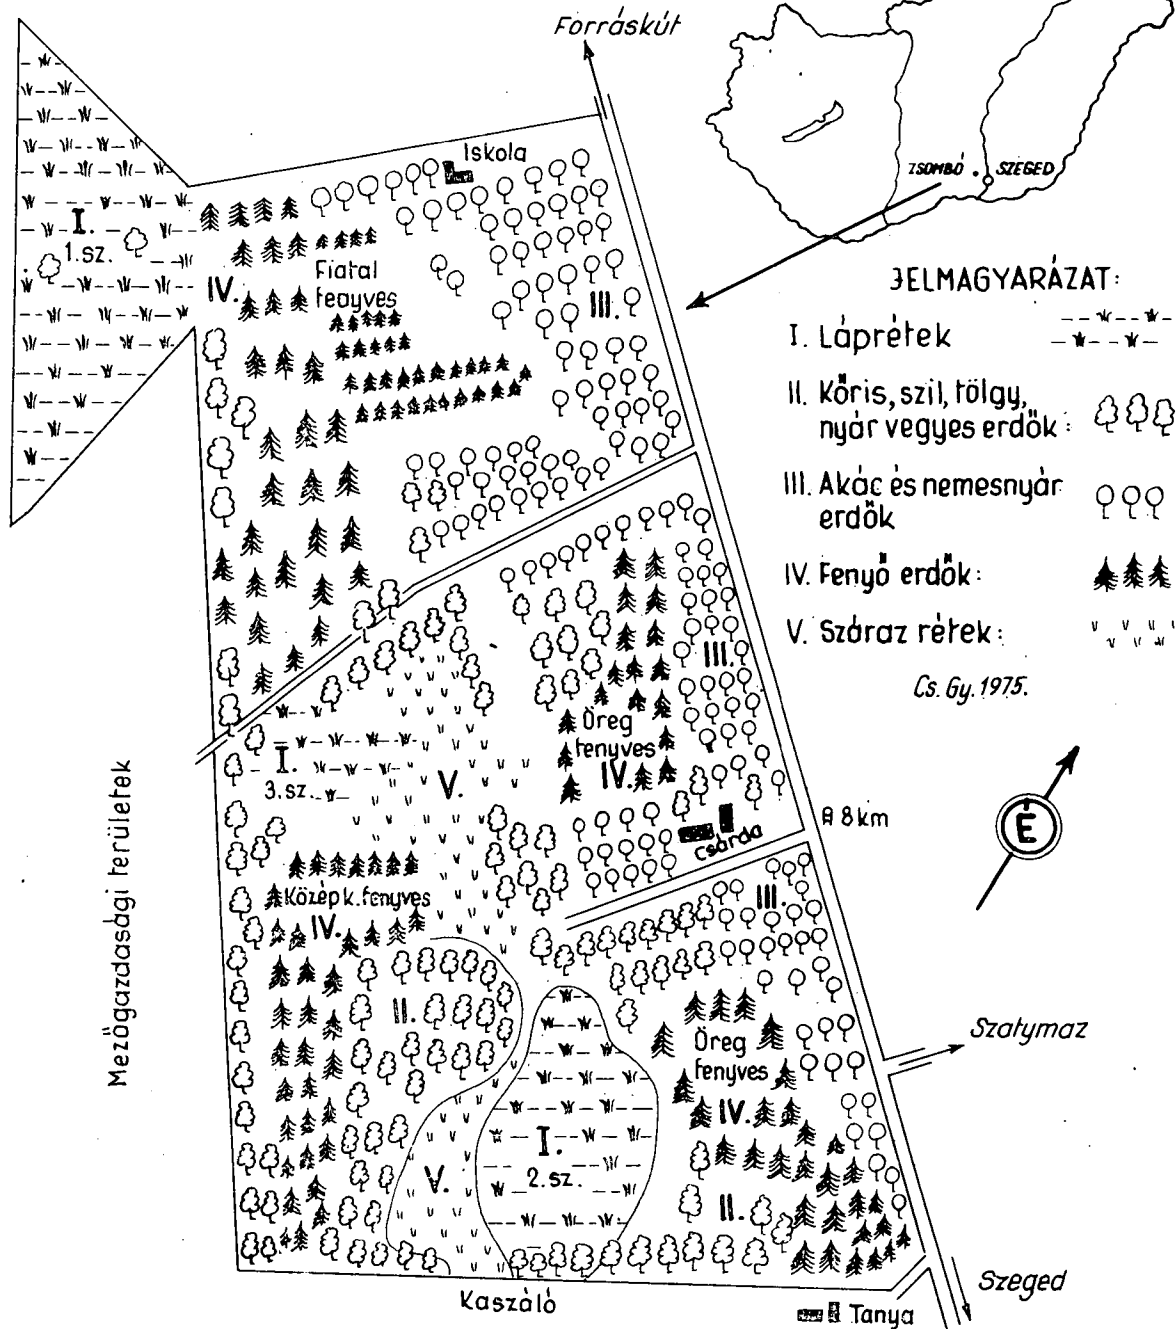 Forráskút
ZSOMBÓ
SZEGED
Iskola
I.
1.sz.
IV.
Fiatal
fenyves
III.
JELMAGYARÁZAT:
I. Láprétek
II. Kőris, szil, tölgy,
nyár vegyes erdők:
III. Akác és nemesnyár
erdők
IV. Fenyő erdők:
V. Száraz rétek:
Cs. Gy. 1975.
III.
Öreg
fenyves
IV.
I.
3.sz.
V.
Csárda
8 km
É
Mezőgazdasági területek
Középk. fenyves
IV.
III.
II.
Öreg
fenyves
IV.
Szatymaz
I.
2.sz.
V.
II.
Kaszáló
Szeged
Tanya